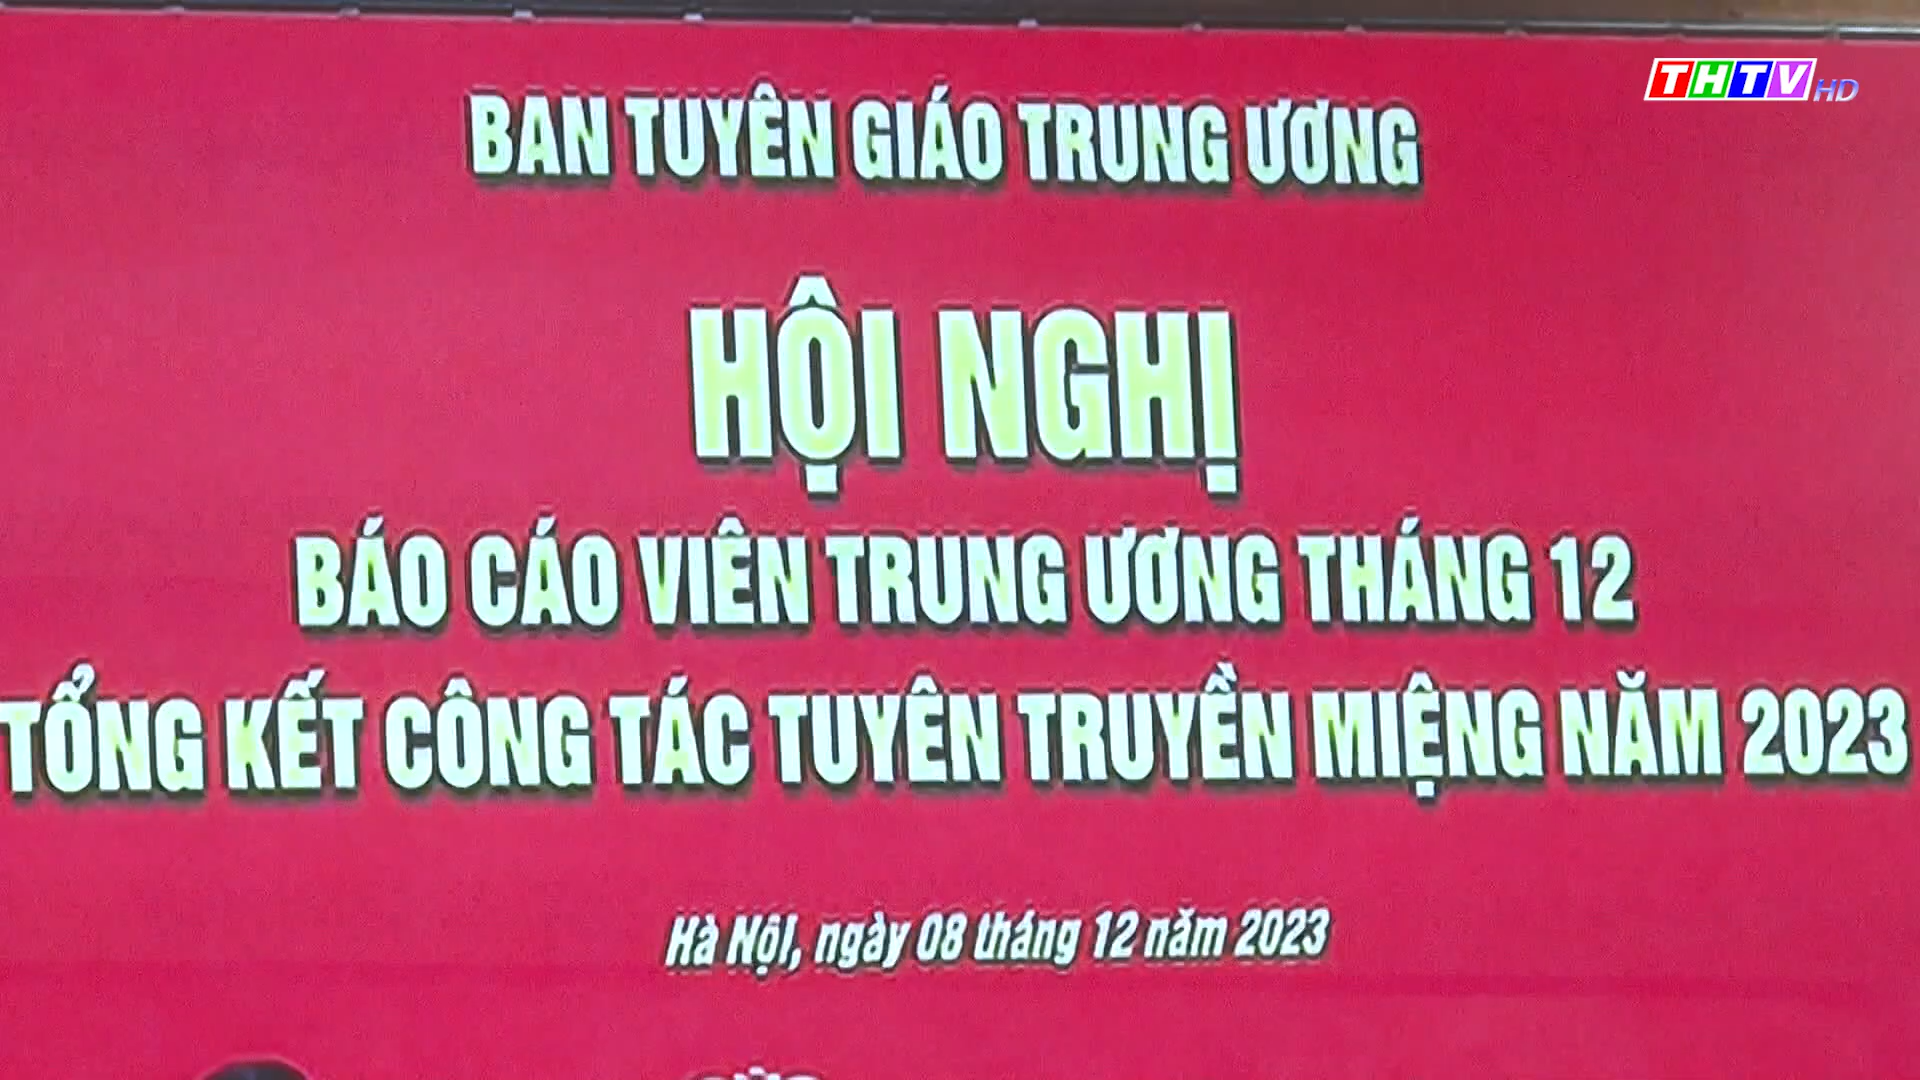 THTV HD
BAN TUYÊN GIÁO TRUNG ƯƠNG
HỘI NGHỊ
BÁO CÁO VIÊN TRUNG ƯƠNG THÁNG 12
TỔNG KẾT CÔNG TÁC TUYÊN TRUYỀN MIỆNG NĂM 2023
Hà Nội, ngày 08 tháng 12 năm 2023